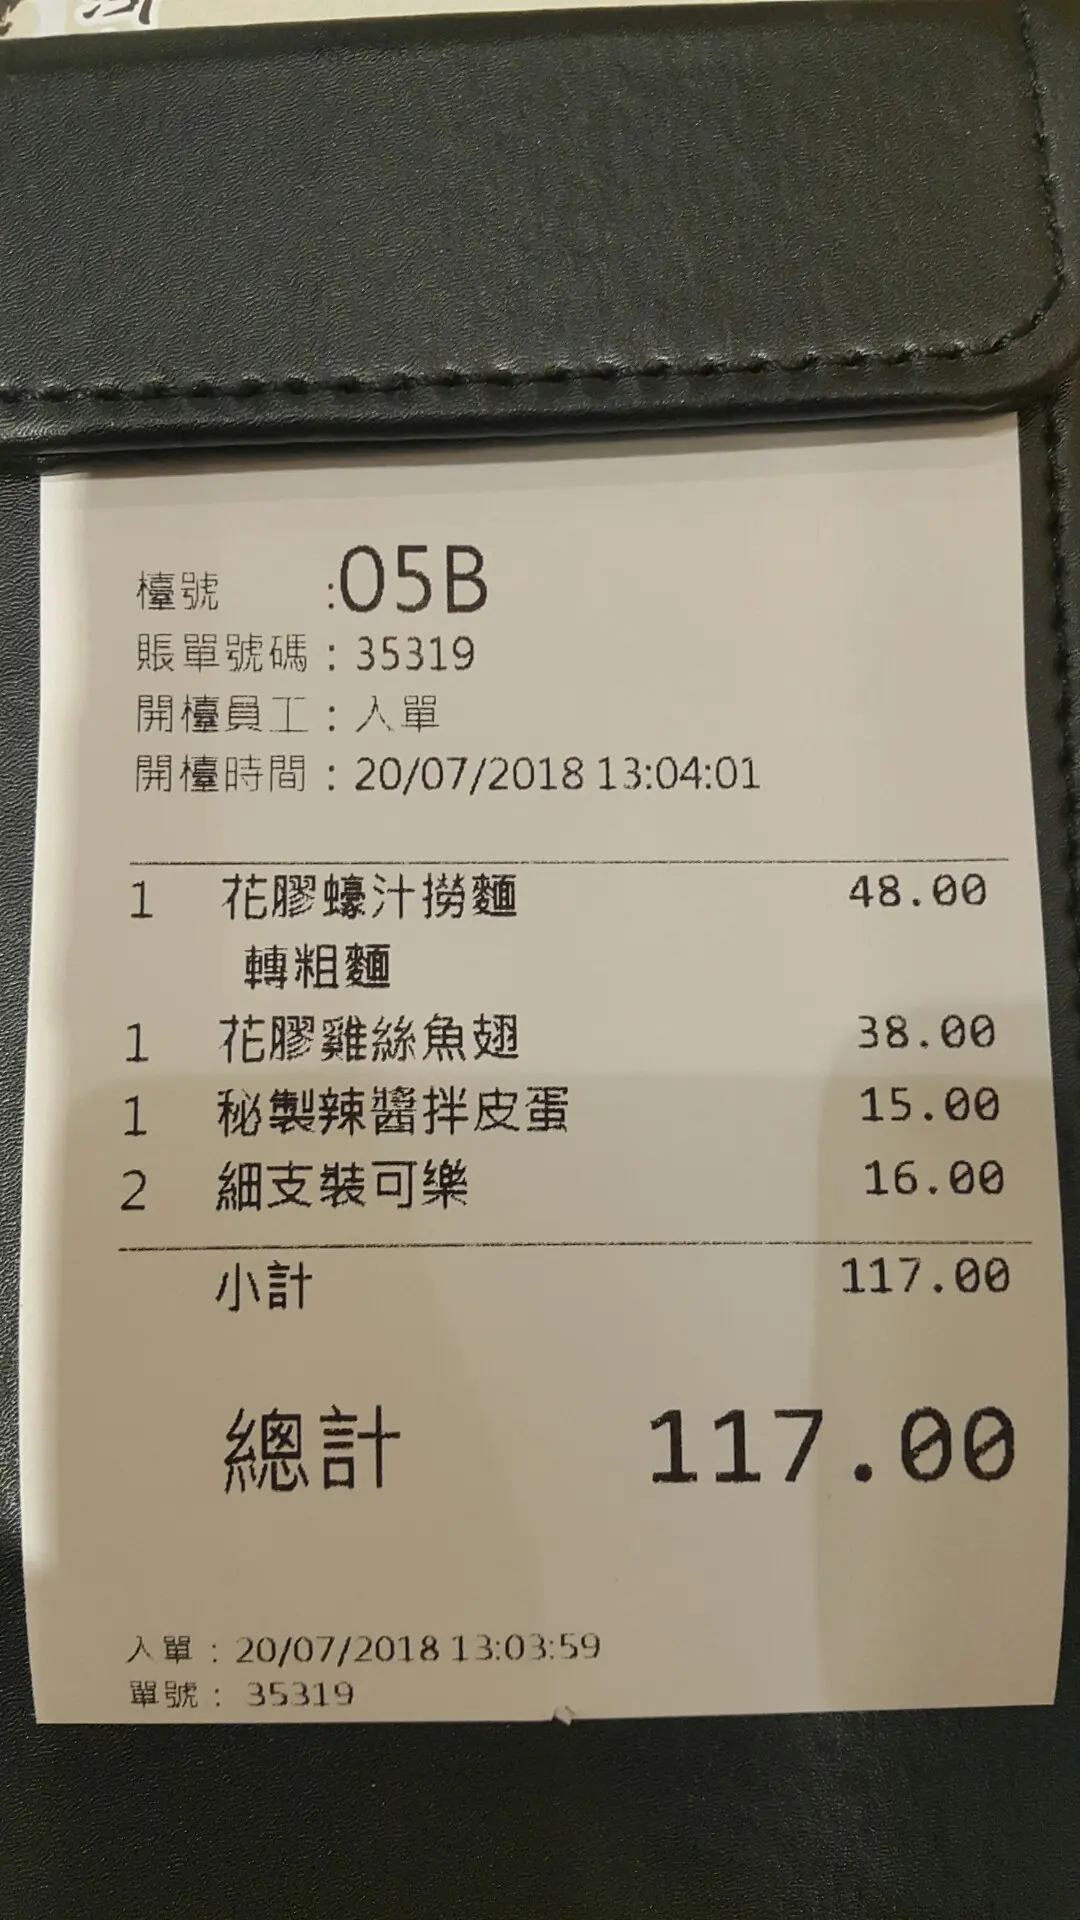 檯號 :05B
賬單號碼：35319
開檯員工：入單
開檯時間：20/07/2018 13:04:01
1 花膠蠔汁撈麵 48.00
轉粗麵
1 花膠雞絲魚翅 38.00
1 秘製辣醬拌皮蛋 15.00
2 細支裝可樂 16.00
小計 117.00
總計 117.00
入單：20/07/2018 13:03:59
單號：35319